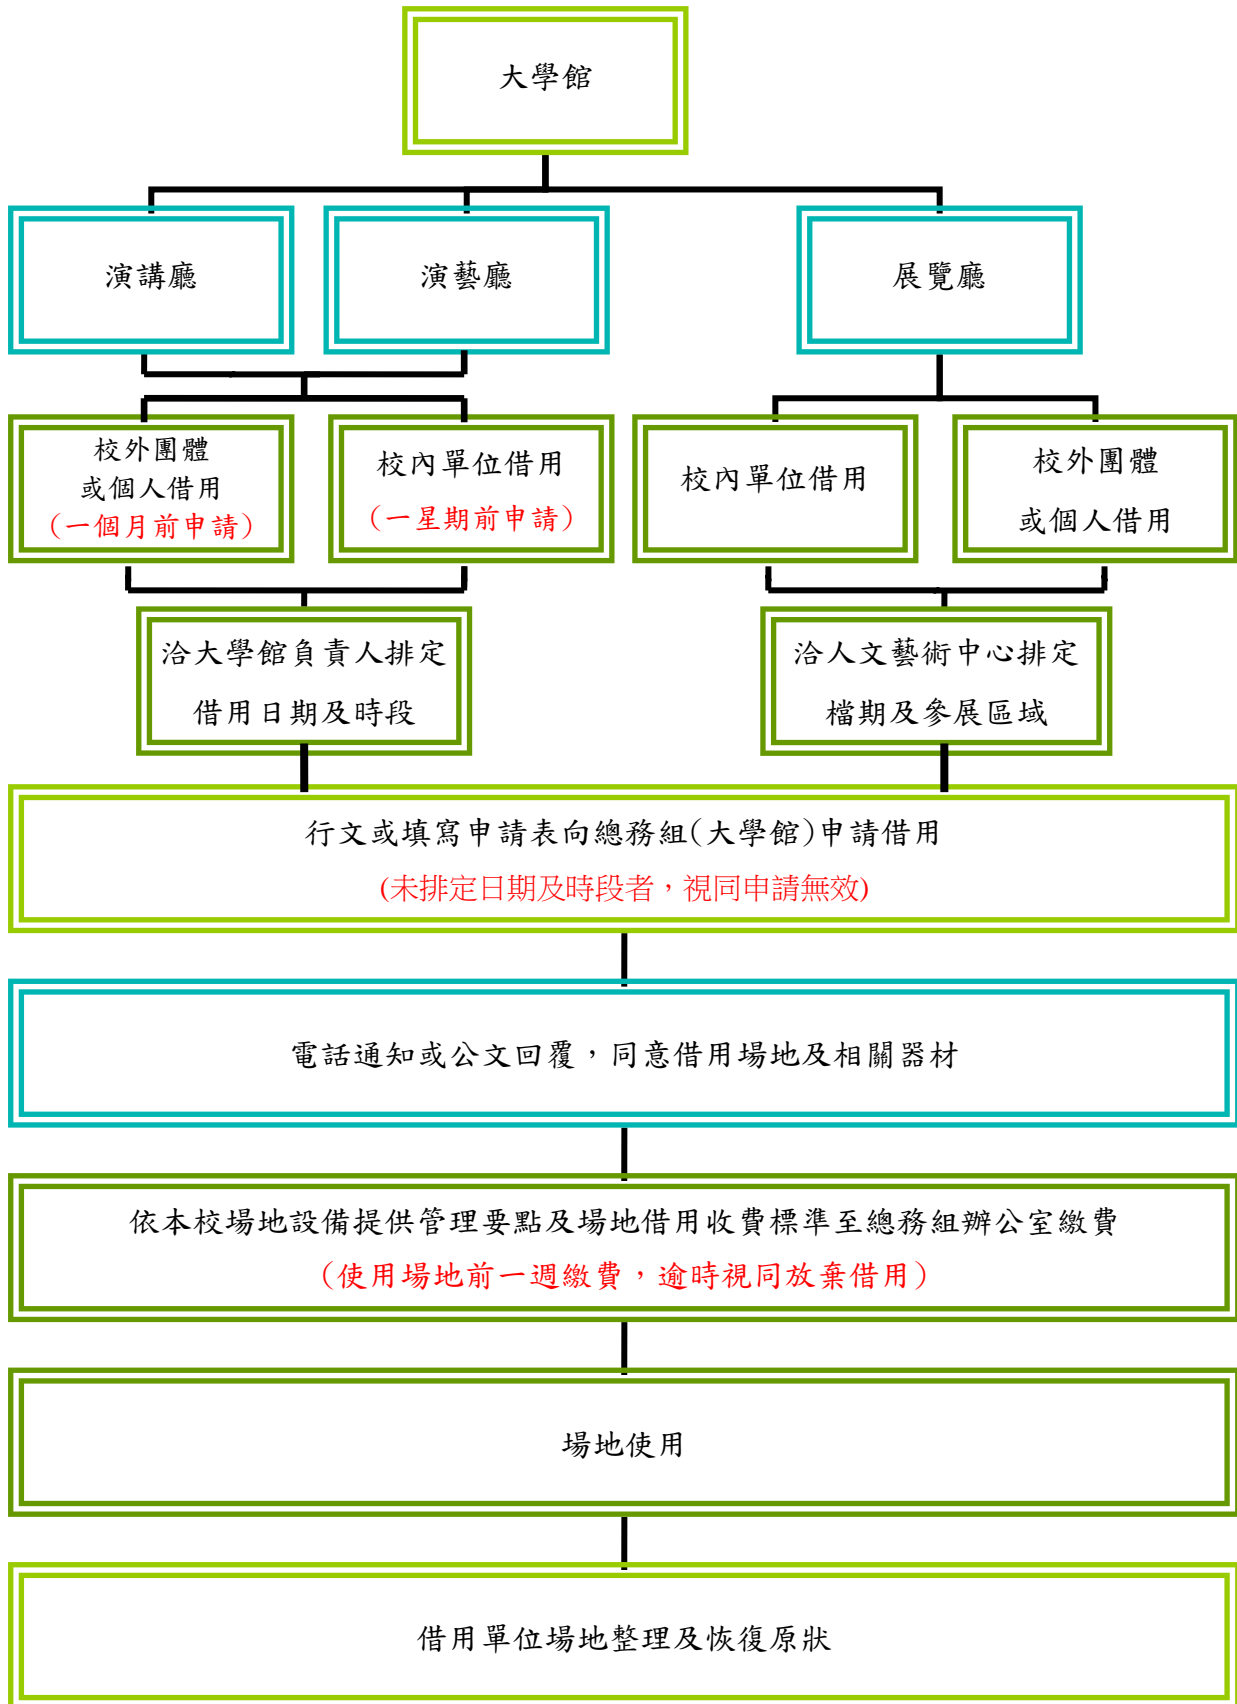 大學館
演講廳
演藝廳
展覽廳
校外團體
或個人借用
(一個月前申請)
校內單位借用
(一星期前申請)
校內單位借用
校外團體
或個人借用
洽大學館負責人排定
借用日期及時段
洽人文藝術中心排定
檔期及參展區域
行文或填寫申請表向總務組(大學館)申請借用
(未排定日期及時段者，視同申請無效)
電話通知或公文回覆，同意借用場地及相關器材
依本校場地設備提供管理要點及場地借用收費標準至總務組辦公室繳費
(使用場地前一週繳費，逾時視同放棄借用)
場地使用
借用單位場地整理及恢復原狀